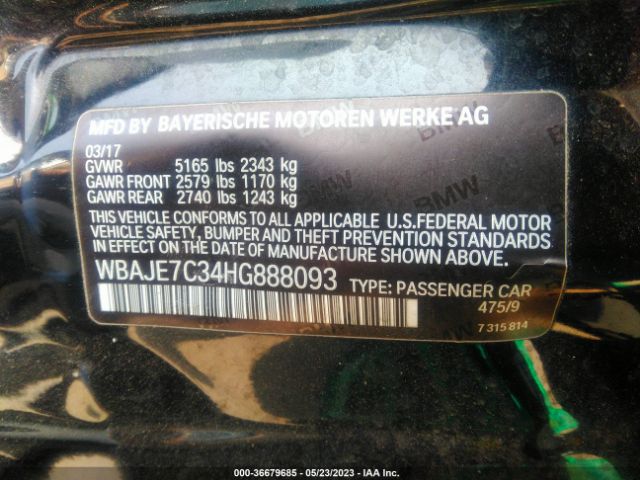 MFD BY BAYERISCHE MOTOREN WERKE AG
03/17
GVWR 5165 lbs 2343 kg
GAWR FRONT 2579 lbs 1170 kg
GAWR REAR 2740 lbs 1243 kg
THIS VEHICLE CONFORMS TO ALL APPLICABLE U.S.FEDERAL MOTOR
VEHICLE SAFETY, BUMPER AND THEFT PREVENTION STANDARDS
IN EFFECT ON THE DATE OF MANUFACTURE SHOWN ABOVE.
WBAJE7C34HG888093 TYPE: PASSENGER CAR
475/9
7 315 814
BMW
BMW
BMW
000-36679685 - 05/23/2023 - IAA Inc.